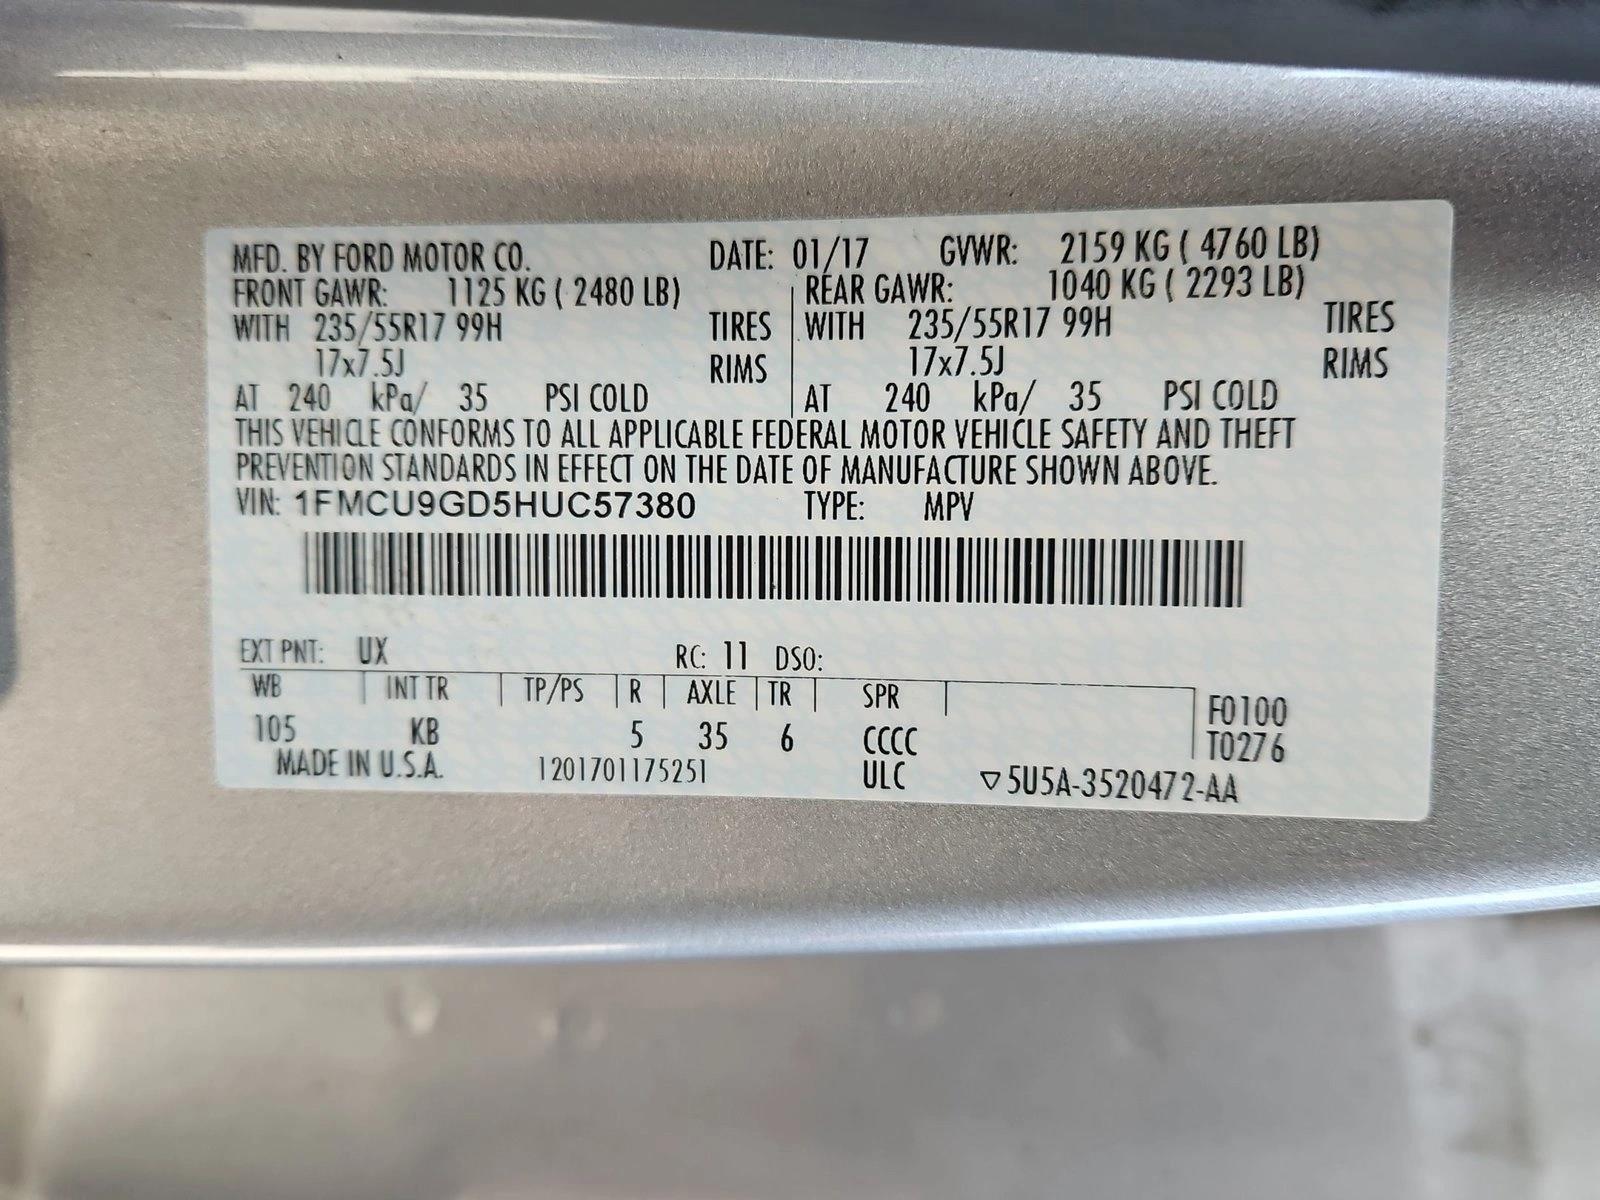 MFD. BY FORD MOTOR CO. DATE: 01/17 GVWR: 2159 KG ( 4760 LB)
FRONT GAWR: 1125 KG ( 2480 LB) REAR GAWR: 1040 KG ( 2293 LB)
WITH 235/55R17 99H TIRES WITH 235/55R17 99H TIRES
17x7.5J RIMS 17x7.5J RIMS
AT 240 kPa/ 35 PSI COLD AT 240 kPa/ 35 PSI COLD
THIS VEHICLE CONFORMS TO ALL APPLICABLE FEDERAL MOTOR VEHICLE SAFETY AND THEFT
PREVENTION STANDARDS IN EFFECT ON THE DATE OF MANUFACTURE SHOWN ABOVE.
VIN: 1FMCU9GD5HUC57380 TYPE: MPV
EXT PNT: UX RC: 11 DSO:
WB INT TR TP/PS R AXLE TR SPR F0100
105 KB 5 35 6 CCCC T0276
MADE IN U.S.A. 1201701175251 ULC ▽5U5A-3520472-AA